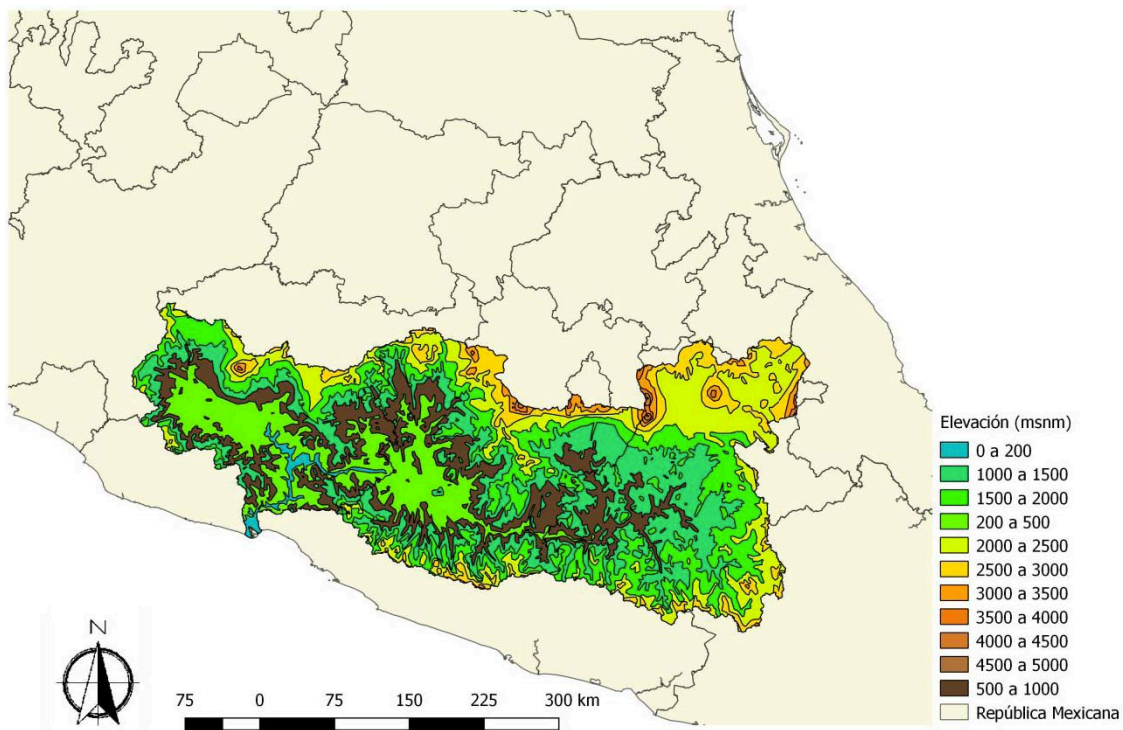 Elevación (msnm)
0 a 200
1000 a 1500
1500 a 2000
200 a 500
2000 a 2500
2500 a 3000
3000 a 3500
3500 a 4000
4000 a 4500
4500 a 5000
500 a 1000
República Mexicana
N
75 0 75 150 225 300 km